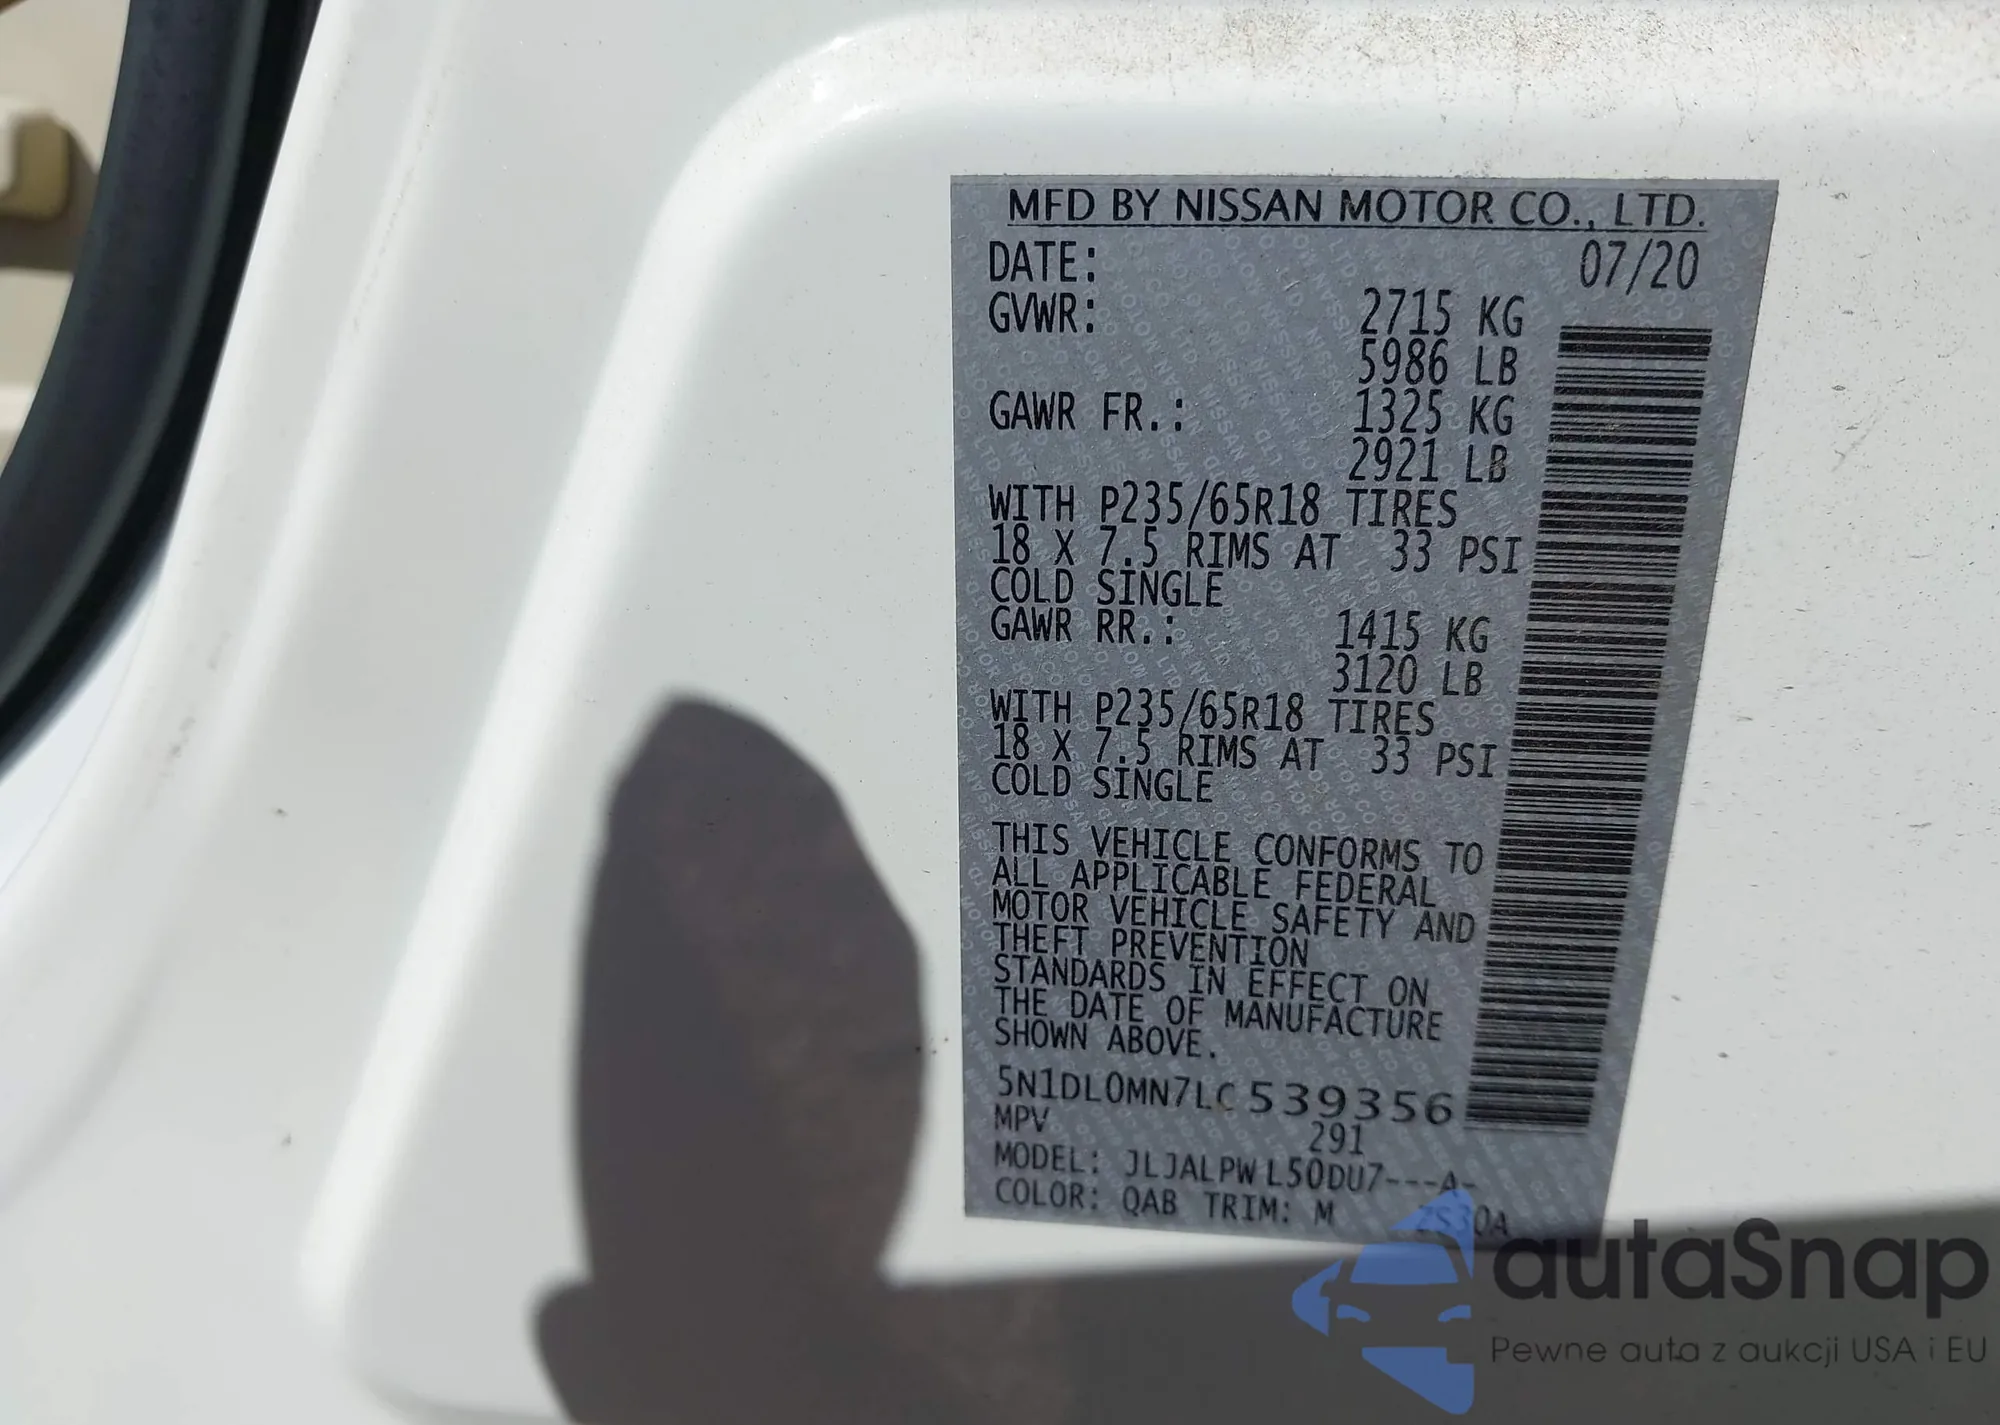 MFD BY NISSAN MOTOR CO., LTD.
DATE: 07/20
GVWR: 2715 KG
5986 LB
GAWR FR.: 1325 KG
2921 LB
WITH P235/65R18 TIRES
18 X 7.5 RIMS AT 33 PSI
COLD SINGLE
GAWR RR.: 1415 KG
3120 LB
WITH P235/65R18 TIRES
18 X 7.5 RIMS AT 33 PSI
COLD SINGLE
THIS VEHICLE CONFORMS TO
ALL APPLICABLE FEDERAL
MOTOR VEHICLE SAFETY AND
THEFT PREVENTION
STANDARDS IN EFFECT ON
THE DATE OF MANUFACTURE
SHOWN ABOVE.
5N1DL0MN7LC539356
MPV 291
MODEL: JLJALPWL50DU7---A-
COLOR: QAB TRIM: M
autaSnap
Pewne auta z aukcji USA i EU